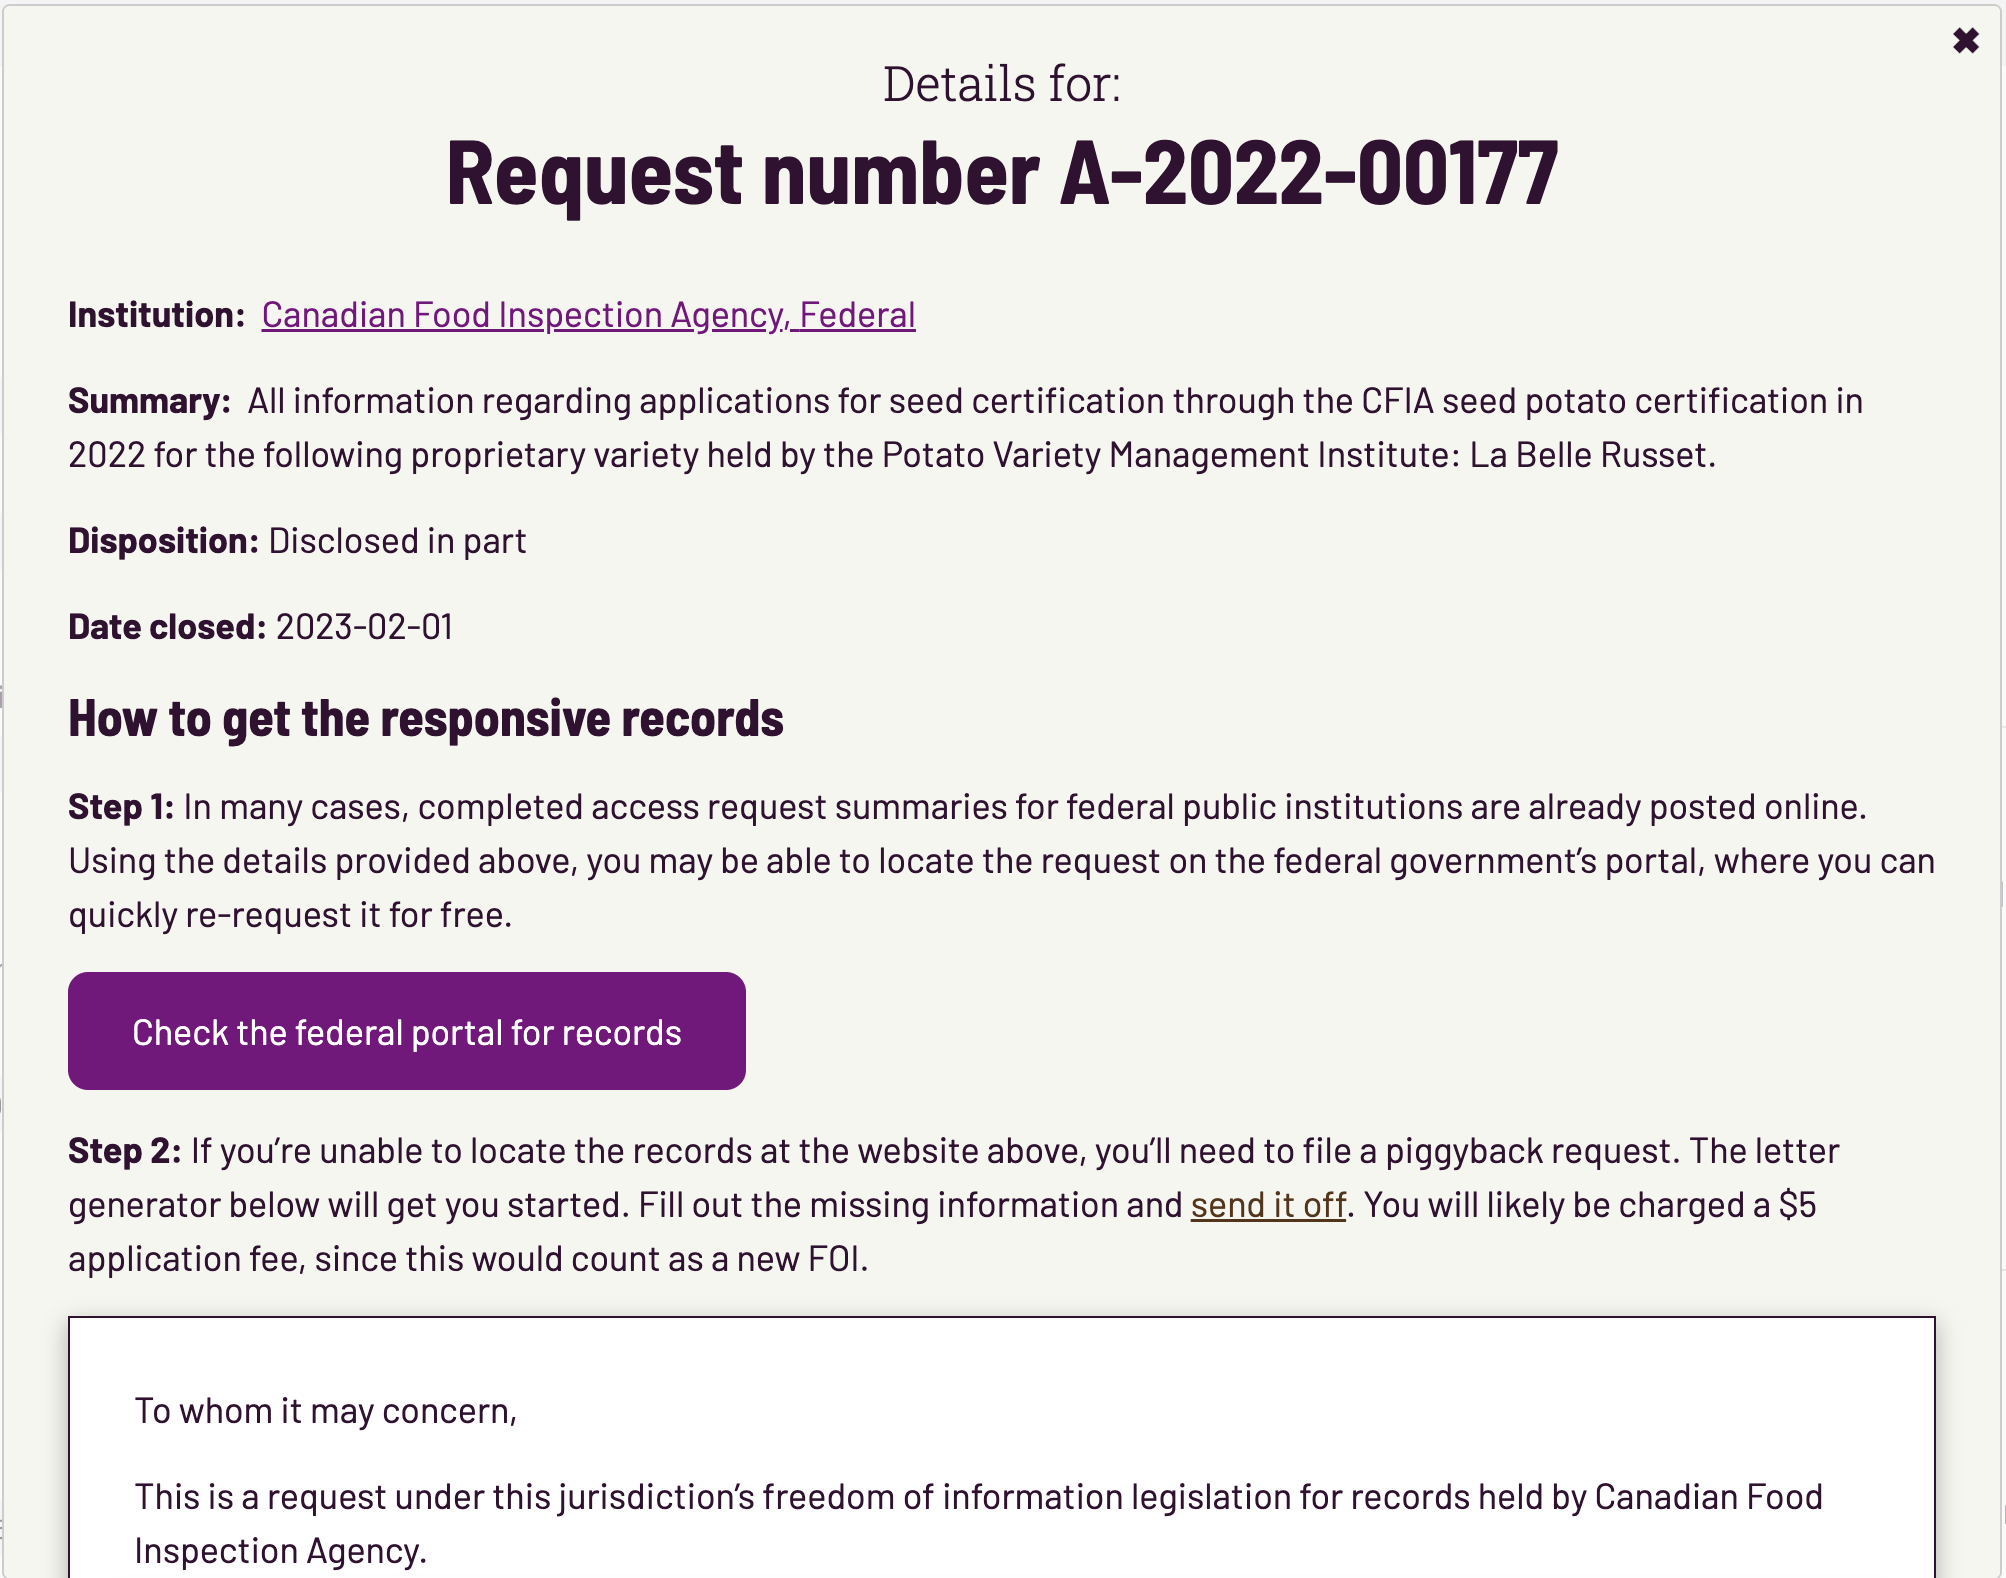 Details for:
Request number A-2022-00177
Institution: Canadian Food Inspection Agency, Federal
Summary: All information regarding applications for seed certification through the CFIA seed potato certification in
2022 for the following proprietary variety held by the Potato Variety Management Institute: La Belle Russet.
Disposition: Disclosed in part
Date closed: 2023-02-01
How to get the responsive records
Step 1: In many cases, completed access request summaries for federal public institutions are already posted online.
Using the details provided above, you may be able to locate the request on the federal government’s portal, where you can
quickly re-request it for free.
Check the federal portal for records
Step 2: If you’re unable to locate the records at the website above, you’ll need to file a piggyback request. The letter
generator below will get you started. Fill out the missing information and send it off. You will likely be charged a $5
application fee, since this would count as a new FOI.
To whom it may concern,
This is a request under this jurisdiction’s freedom of information legislation for records held by Canadian Food
Inspection Agency.